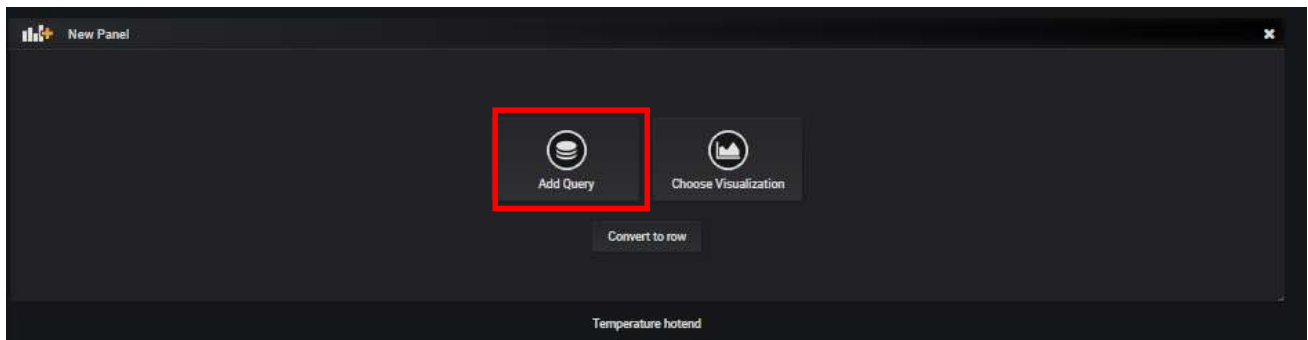 New Panel
Add Query
Choose Visualization
Convert to row
Temperature hotend